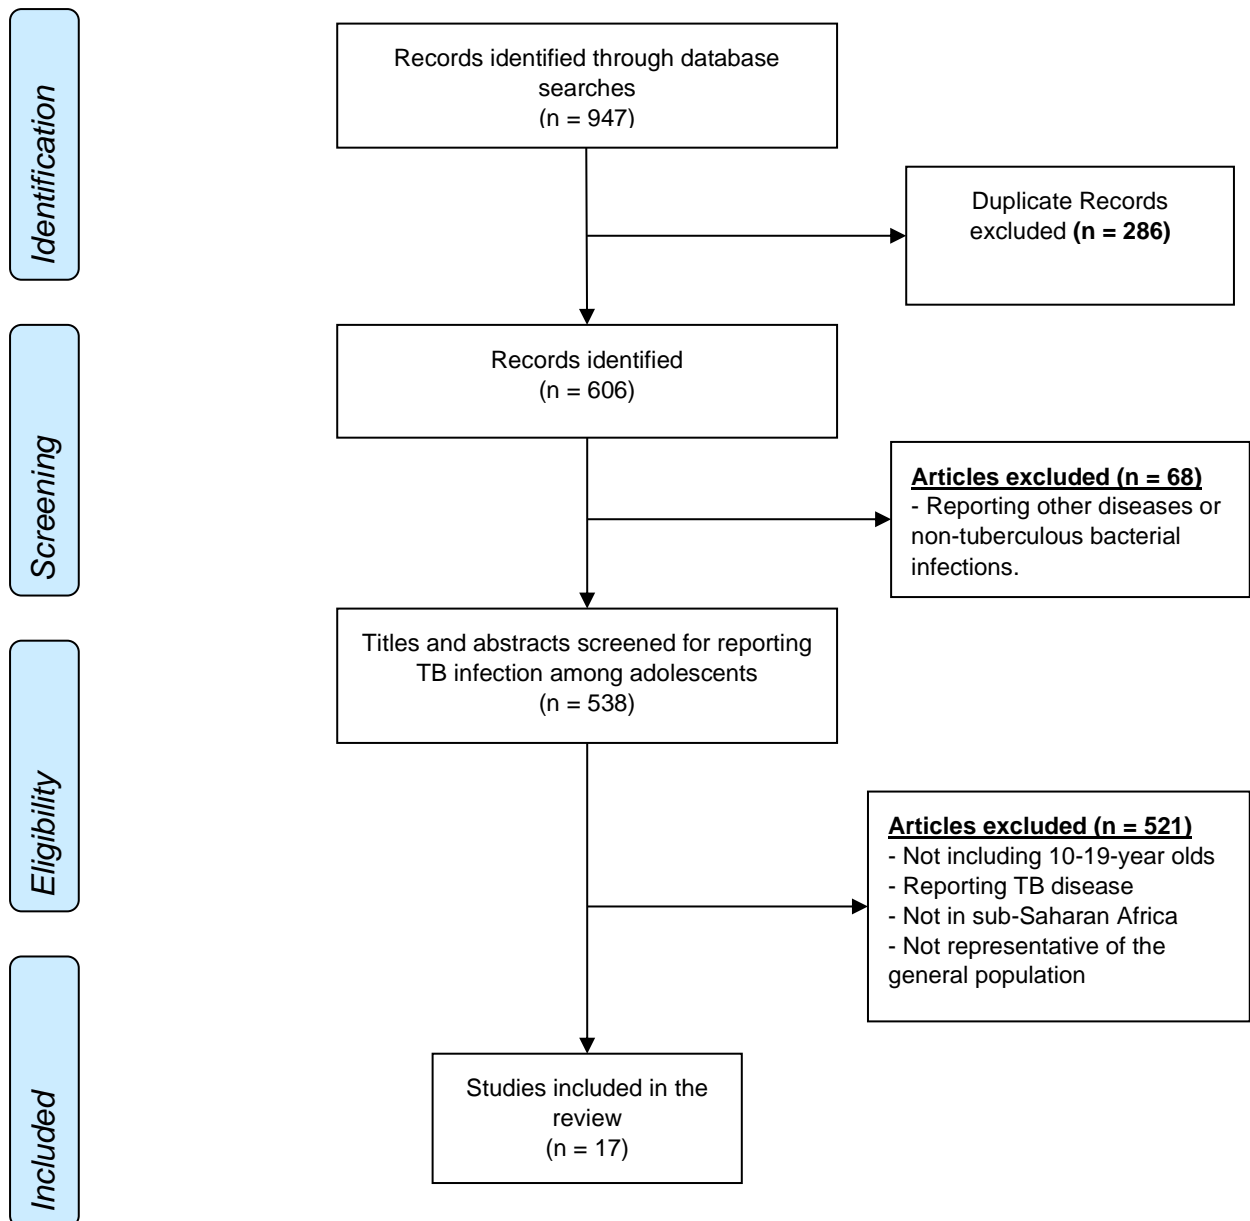 Identification
Records identified through database
searches
(n = 947)
Duplicate Records
excluded (n = 286)
Screening
Records identified
(n = 606)
Articles excluded (n = 68)
- Reporting other diseases or
non-tuberculous bacterial
infections.
Titles and abstracts screened for reporting
TB infection among adolescents
(n = 538)
Eligibility
Articles excluded (n = 521)
- Not including 10-19-year olds
- Reporting TB disease
- Not in sub-Saharan Africa
- Not representative of the
general population
Included
Studies included in the
review
(n = 17)